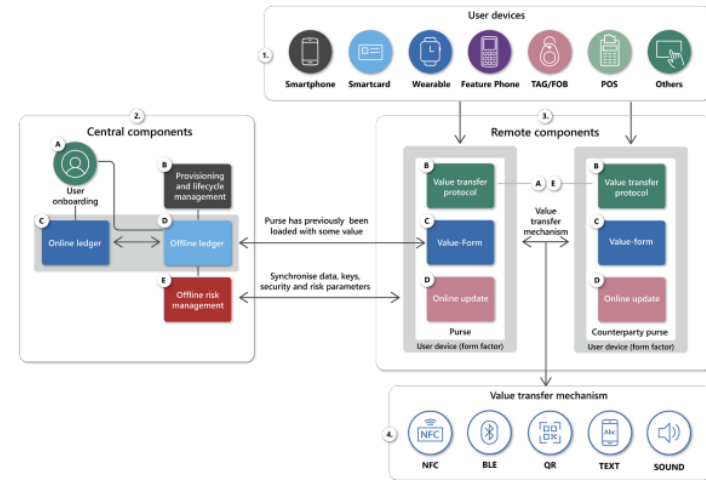 User devices
1.
Smartphone
Smartcard
Wearable
Feature Phone
TAG/FOB
POS
Others
2.
Central components
A
User
onboarding
B
Provisioning
and lifecycle
management
C
Online ledger
D
Offline ledger
E
Offline risk
management
Purse has previously been
loaded with some value
Synchronise data, keys,
security and risk parameters
3.
Remote components
B
Value transfer
protocol
C
Value-Form
D
Online update
Purse
User device (form factor)
A E
Value
transfer
mechanism
B
Value transfer
protocol
C
Value-form
D
Online update
Counterparty purse
User device (form factor)
Value transfer mechanism
4.
NFC
NFC
BLE
QR
Abc
TEXT
SOUND